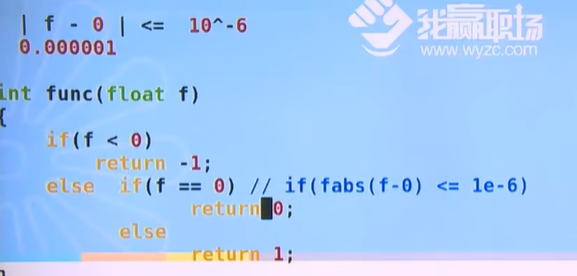 | f - 0 | <= 10^-6
0.000001
我赢职场
www.wyzc.com
int func(float f)
{
if(f < 0)
return -1;
else if(f == 0) // if(fabs(f-0) <= 1e-6)
return 0;
else
return 1;